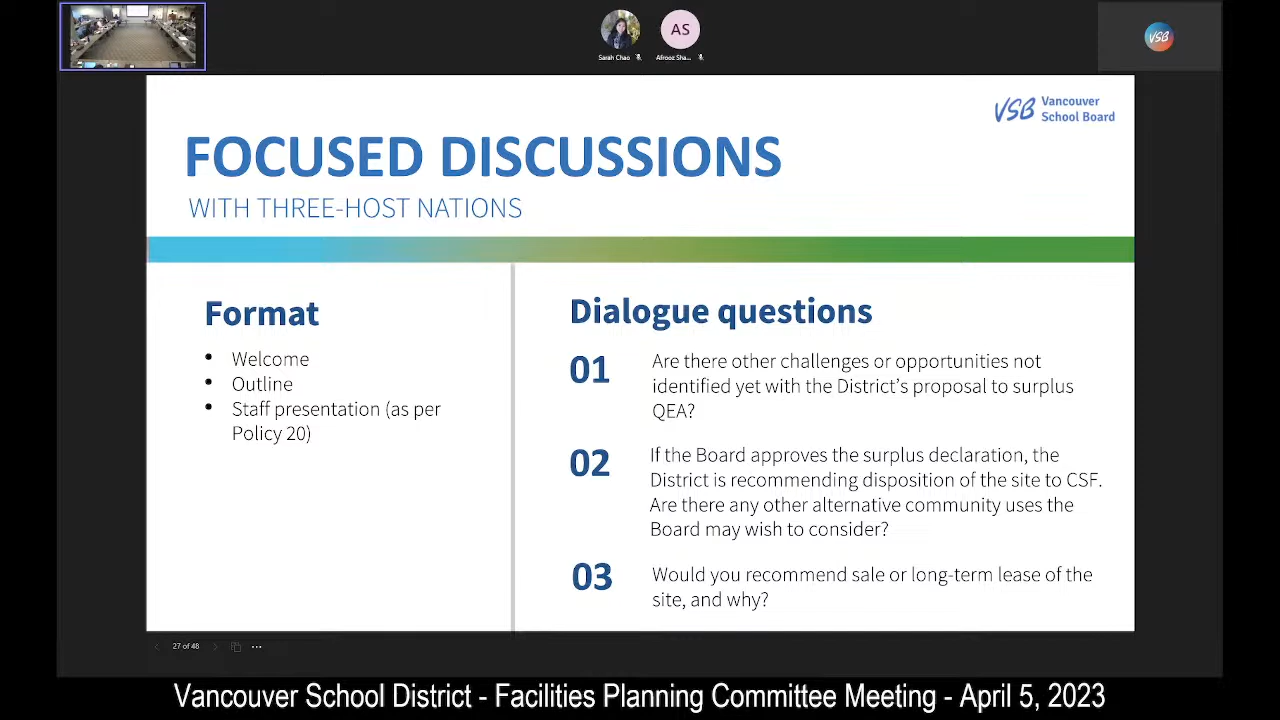 Sarah Chao
AS
Afrooz Sha...
VSB
VSB Vancouver
School Board
FOCUSED DISCUSSIONS
WITH THREE-HOST NATIONS
Format
• Welcome
• Outline
• Staff presentation (as per
Policy 20)
Dialogue questions
01 Are there other challenges or opportunities not
identified yet with the District's proposal to surplus
QEA?
02 If the Board approves the surplus declaration, the
District is recommending disposition of the site to CSF.
Are there any other alternative community uses the
Board may wish to consider?
03 Would you recommend sale or long-term lease of the
site, and why?
27 of 48
Vancouver School District - Facilities Planning Committee Meeting - April 5, 2023